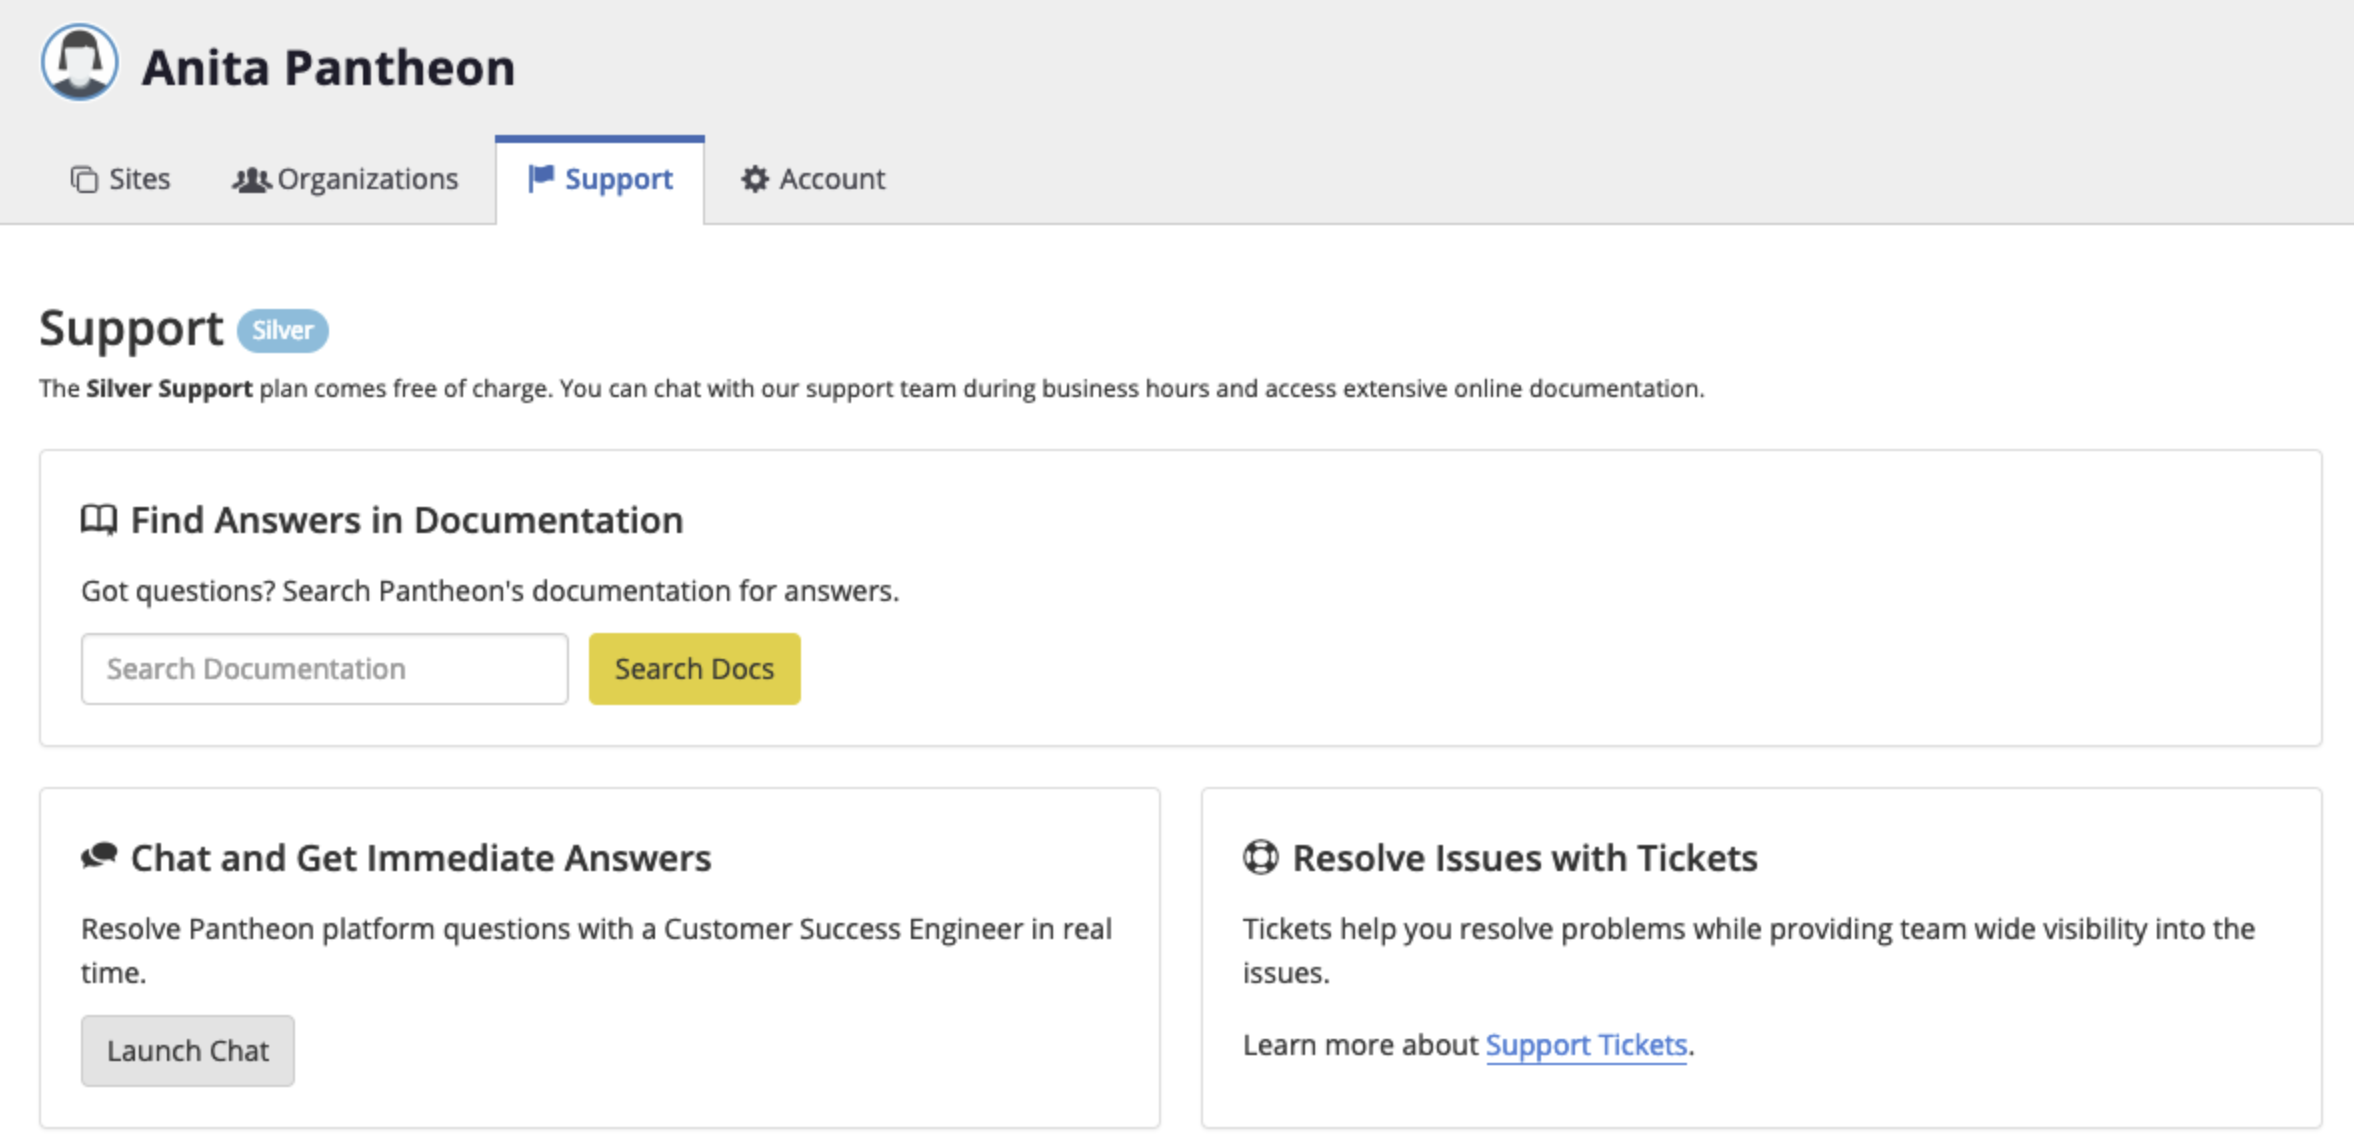 Anita Pantheon
Sites
Organizations
Support
Account
Support Silver
The Silver Support plan comes free of charge. You can chat with our support team during business hours and access extensive online documentation.
Find Answers in Documentation
Got questions? Search Pantheon's documentation for answers.
Search Documentation
Search Docs
Chat and Get Immediate Answers
Resolve Pantheon platform questions with a Customer Success Engineer in real
time.
Launch Chat
Resolve Issues with Tickets
Tickets help you resolve problems while providing team wide visibility into the
issues.
Learn more about Support Tickets.